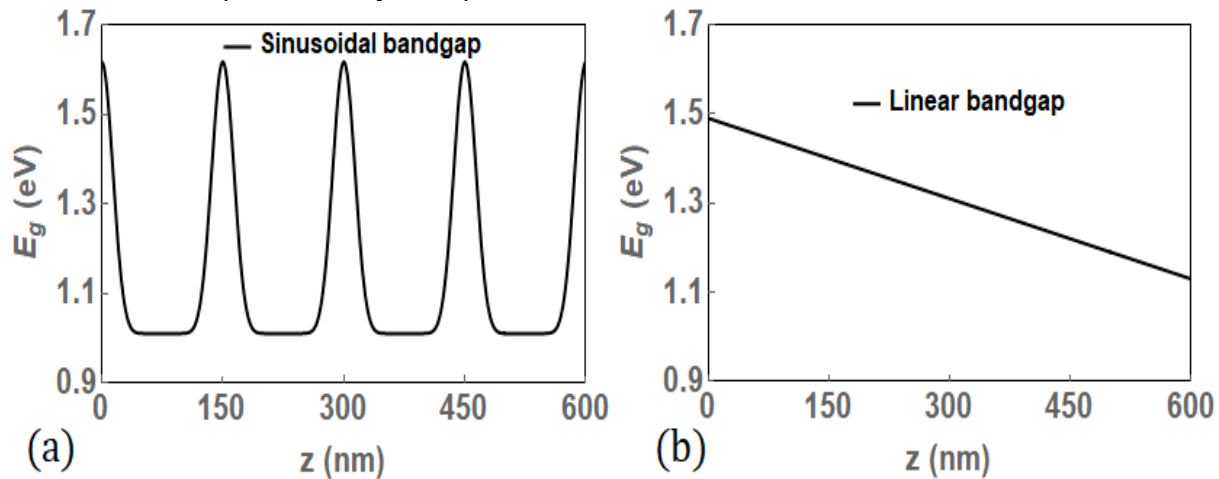 1.7
1.5
1.3
1.1
0.9
E_g (eV)
Sinusoidal bandgap
0 150 300 450 600
z (nm)
(a)
1.7
1.5
1.3
1.1
0.9
E_g (eV)
Linear bandgap
0 150 300 450 600
z (nm)
(b)